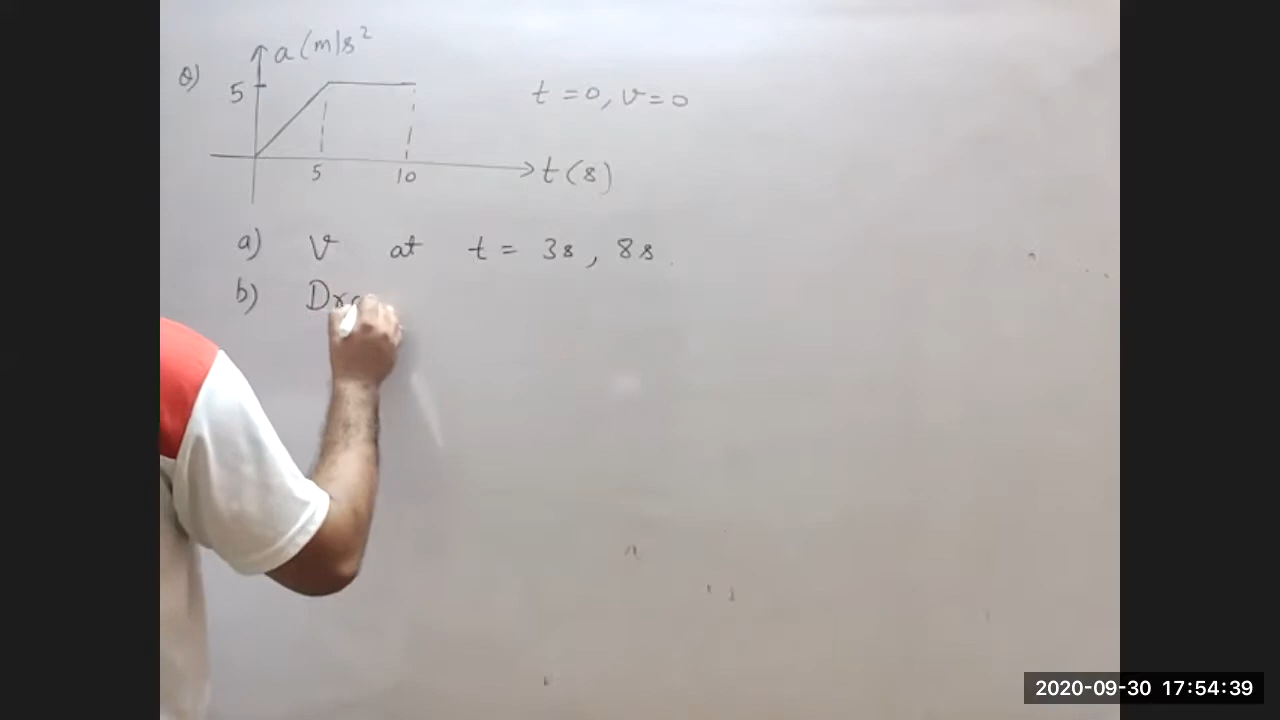 Q)
a (m/s²
5
t = 0, v = 0
5
10
t (s)
a) v at t = 3s, 8s.
b)
2020-09-30 17:54:39